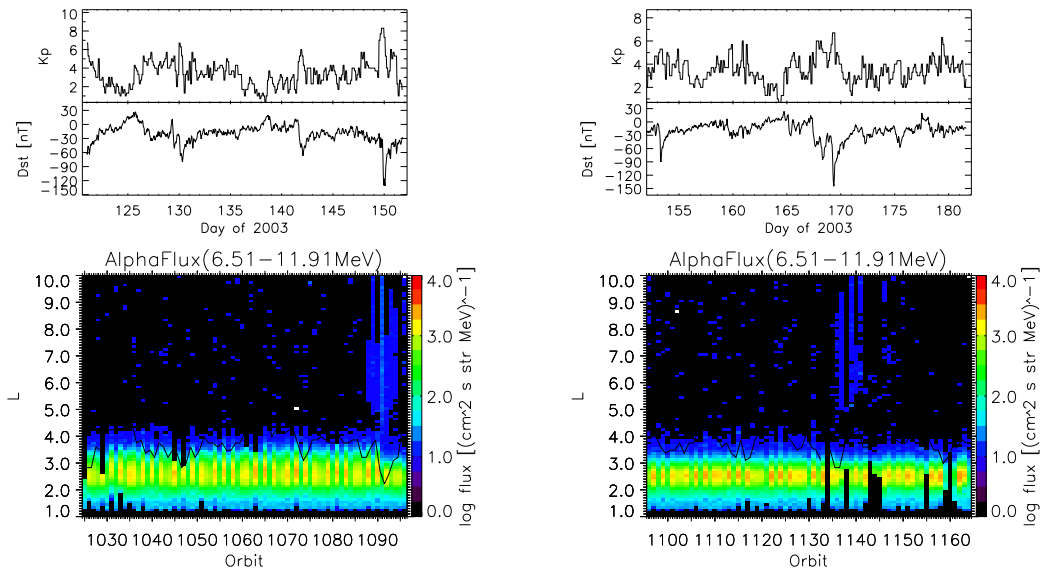 10
8
6
4
2
Kp
30
0
-30
-60
-90
-120
-150
Dst [nT]
125 130 135 140 145 150
Day of 2003
AlphaFlux(6.51-11.91MeV)
10.0
9.0
8.0
7.0
6.0
5.0
4.0
3.0
2.0
1.0
L
1030 1040 1050 1060 1070 1080 1090
Orbit
4.0
3.0
2.0
1.0
0.0
log flux [(cm^2 s str MeV)^-1]
8
6
4
2
Kp
30
0
-30
-60
-90
-120
-150
Dst [nT]
155 160 165 170 175 180
Day of 2003
AlphaFlux(6.51-11.91MeV)
10.0
9.0
8.0
7.0
6.0
5.0
4.0
3.0
2.0
1.0
L
1100 1110 1120 1130 1140 1150 1160
Orbit
4.0
3.0
2.0
1.0
0.0
log flux [(cm^2 s str MeV)^-1]